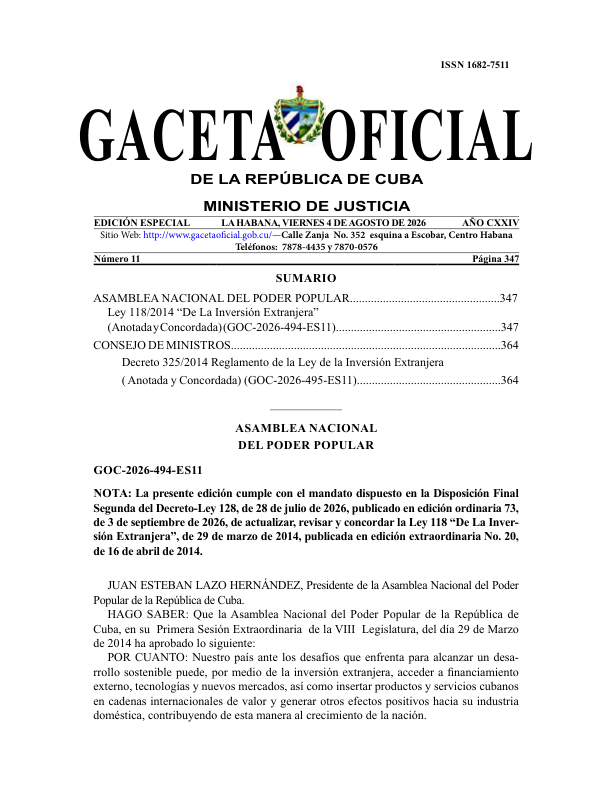 ISSN 1682-7511
GACETA OFICIAL
DE LA REPÚBLICA DE CUBA
MINISTERIO DE JUSTICIA
EDICIÓN ESPECIAL LA HABANA, VIERNES 4 DE AGOSTO DE 2026 AÑO CXXIV
Sitio Web: http://www.gacetaoficial.gob.cu/—Calle Zanja No. 352 esquina a Escobar, Centro Habana
Teléfonos: 7878-4435 y 7870-0576
Número 11 Página 347
SUMARIO
ASAMBLEA NACIONAL DEL PODER POPULAR..................................................347
Ley 118/2014 “De La Inversión Extranjera”
(Anotada y Concordada) (GOC-2026-494-ES11).......................................................347
CONSEJO DE MINISTROS..........................................................................................364
Decreto 325/2014 Reglamento de la Ley de la Inversión Extranjera
( Anotada y Concordada) (GOC-2026-495-ES11)................................................364
ASAMBLEA NACIONAL
DEL PODER POPULAR
GOC-2026-494-ES11
NOTA: La presente edición cumple con el mandato dispuesto en la Disposición Final
Segunda del Decreto-Ley 128, de 28 de julio de 2026, publicado en edición ordinaria 73,
de 3 de septiembre de 2026, de actualizar, revisar y concordar la Ley 118 “De La Inver-
sión Extranjera”, de 29 de marzo de 2014, publicada en edición extraordinaria No. 20,
de 16 de abril de 2014.
JUAN ESTEBAN LAZO HERNÁNDEZ, Presidente de la Asamblea Nacional del Poder
Popular de la República de Cuba.
HAGO SABER: Que la Asamblea Nacional del Poder Popular de la República de
Cuba, en su Primera Sesión Extraordinaria de la VIII Legislatura, del día 29 de Marzo
de 2014 ha aprobado lo siguiente:
POR CUANTO: Nuestro país ante los desafíos que enfrenta para alcanzar un desa-
rrollo sostenible puede, por medio de la inversión extranjera, acceder a financiamiento
externo, tecnologías y nuevos mercados, así como insertar productos y servicios cubanos
en cadenas internacionales de valor y generar otros efectos positivos hacia su industria
doméstica, contribuyendo de esta manera al crecimiento de la nación.